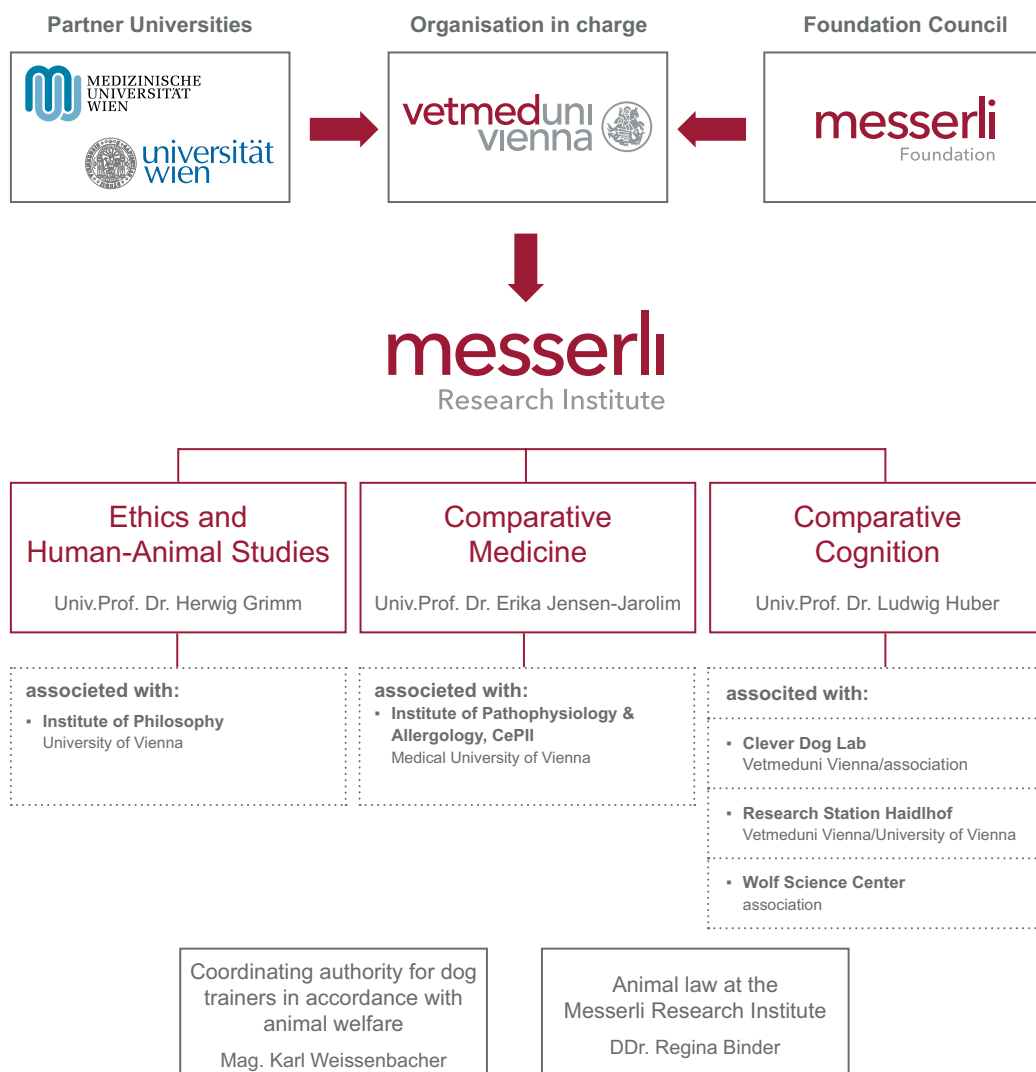 Partner Universities
MEDIZINISCHE
UNIVERSITÄT
WIEN
universität
wien
Organisation in charge
vetmeduni
vienna
Foundation Council
messerli
Foundation
messerli
Research Institute
Ethics and
Human-Animal Studies
Univ.Prof. Dr. Herwig Grimm
Comparative
Medicine
Univ.Prof. Dr. Erika Jensen-Jarolim
Comparative
Cognition
Univ.Prof. Dr. Ludwig Huber
associeted with:
▪ Institute of Philosophy
University of Vienna
associeted with:
▪ Institute of Pathophysiology &
Allergology, CePII
Medical University of Vienna
associted with:
▪ Clever Dog Lab
Vetmeduni Vienna/association
▪ Research Station Haidlhof
Vetmeduni Vienna/University of Vienna
▪ Wolf Science Center
association
Coordinating authority for dog
trainers in accordance with
animal welfare
Mag. Karl Weissenbacher
Animal law at the
Messerli Research Institute
DDr. Regina Binder